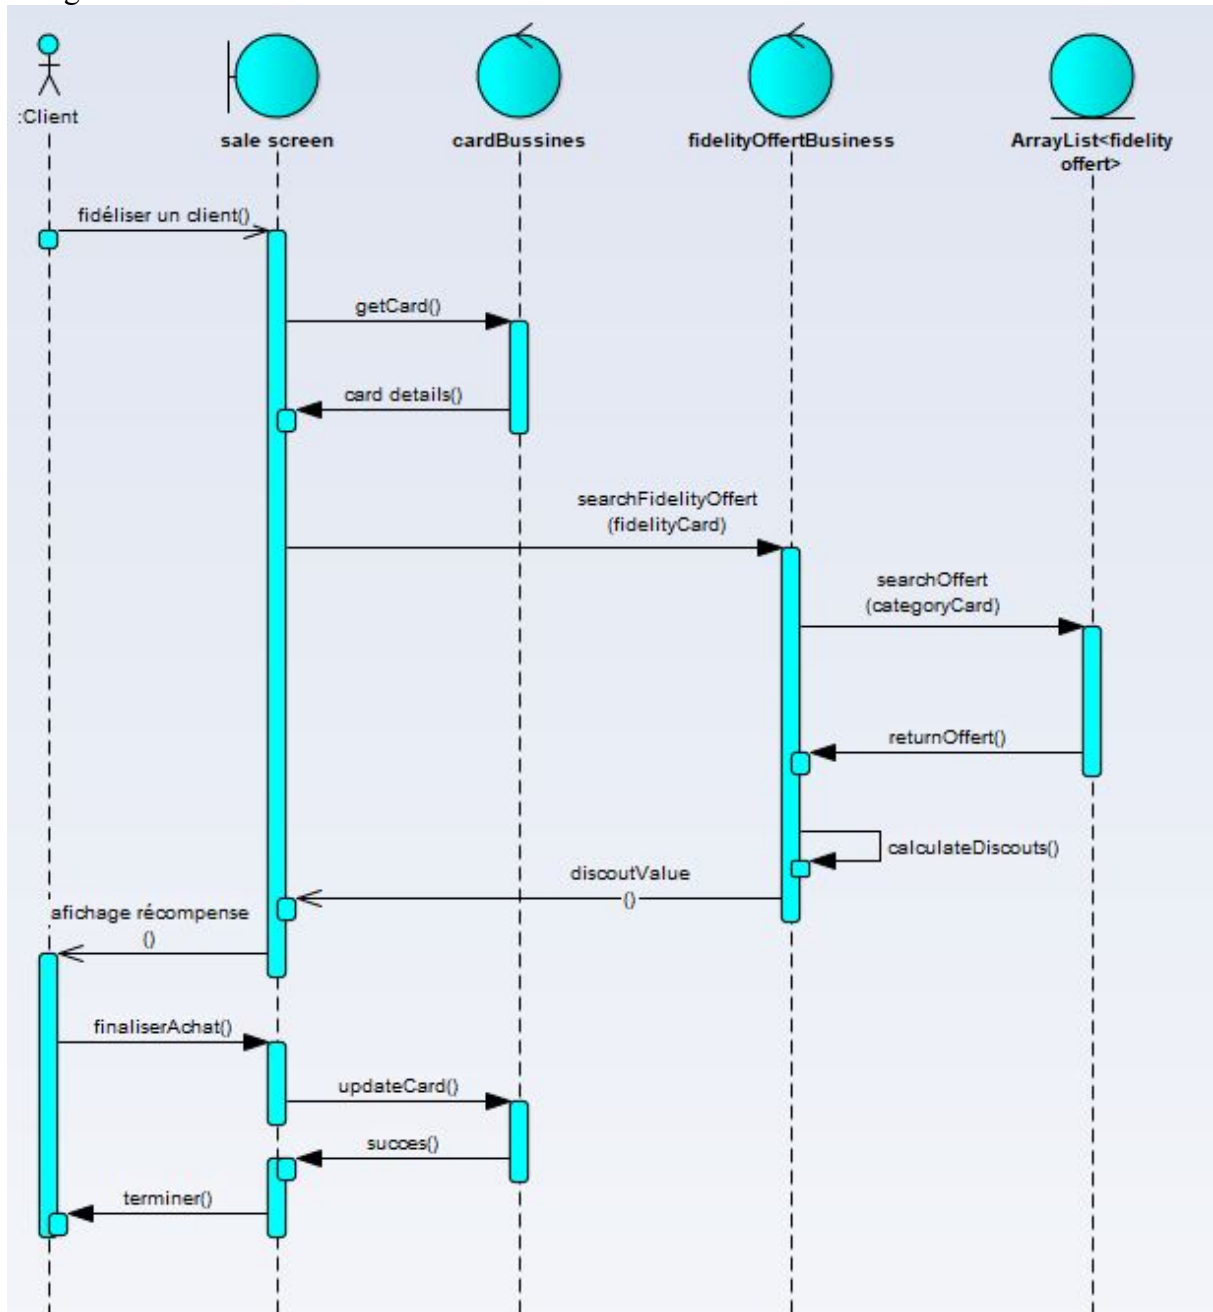 :Client
sale screen
cardBussines
fidelityOffertBusiness
ArrayList<fidelity
offert>
fidéliser un client()
getCard()
card details()
searchFidelityOffert
(fidelityCard)
searchOffert
(categoryCard)
returnOffert()
calculateDiscouts()
discoutValue
()
afichage récompense
()
finaliserAchat()
updateCard()
succes()
terminer()